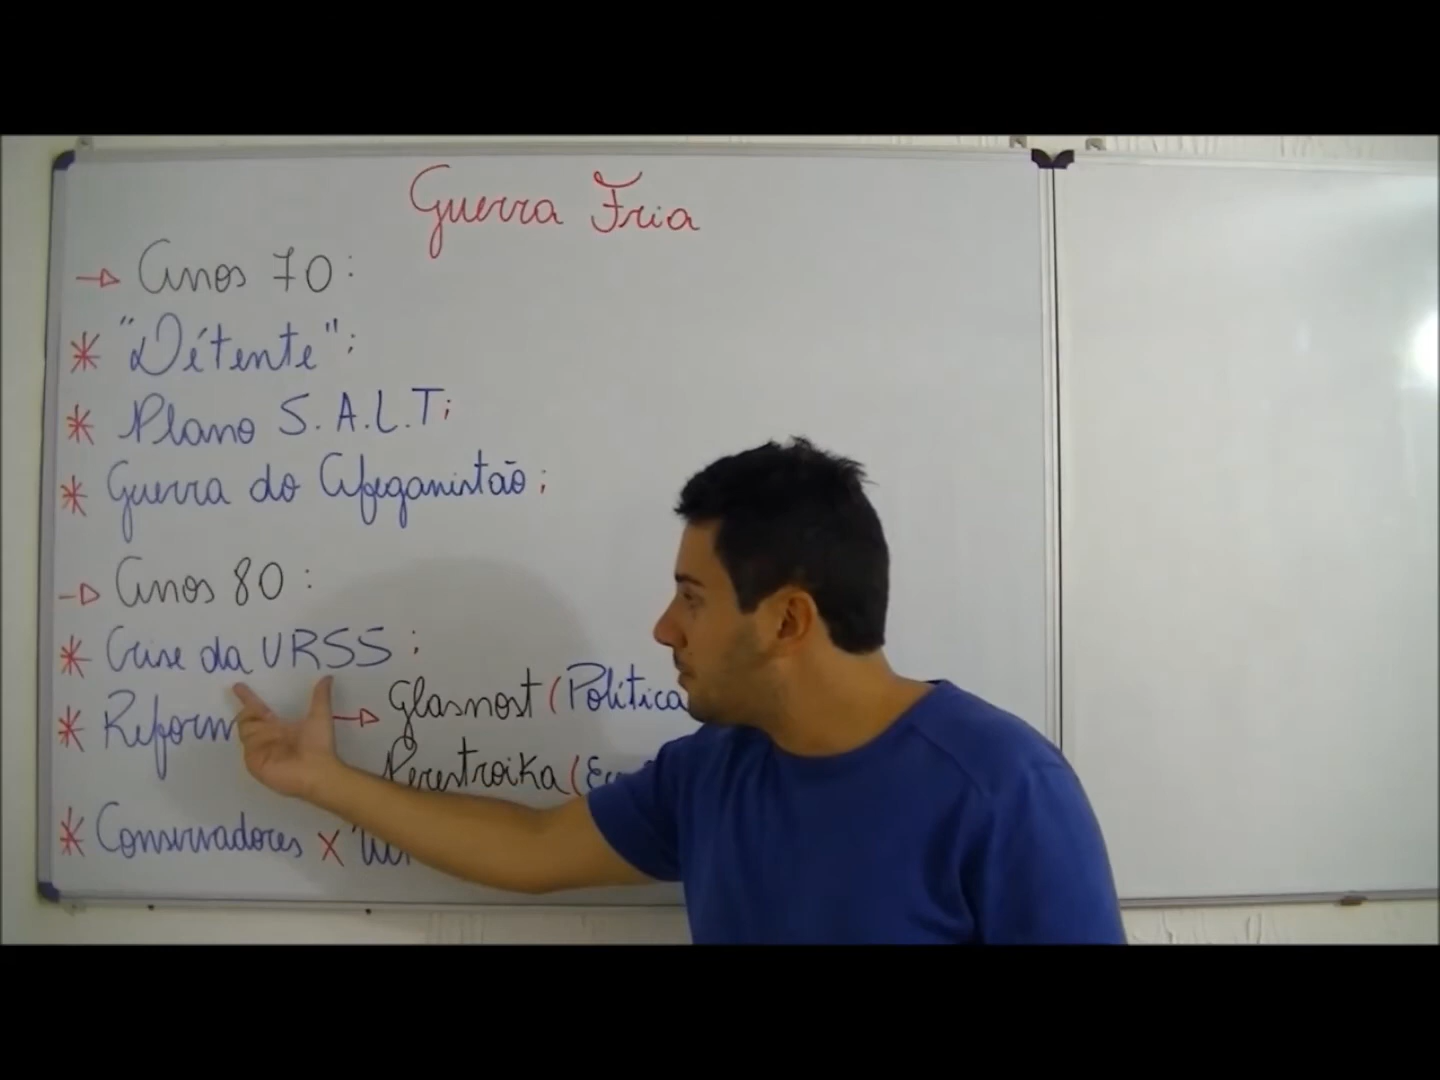 Guerra Fria
→ Anos 70:
* "Détente";
* Plano S.A.L.T;
* Guerra do Afeganistão;
→ Anos 80:
* Crise da URSS;
* → Glasnost (Política
Perestroika (
* Conservadores X